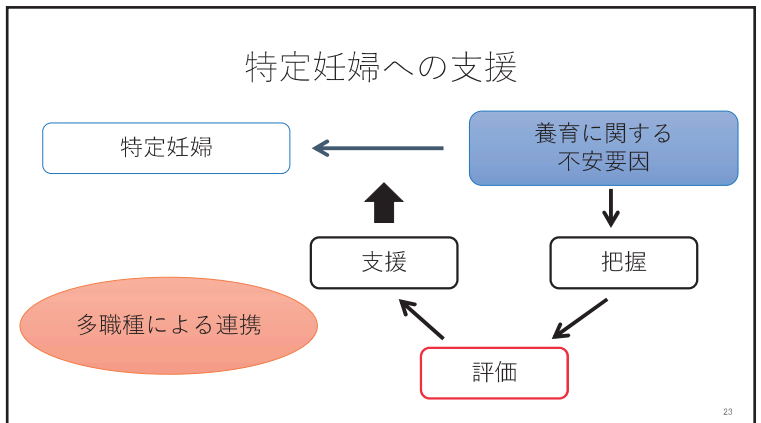 特定妊婦への支援
特定妊婦
養育に関する
不安要因
支援
把握
多職種による連携
評価
23